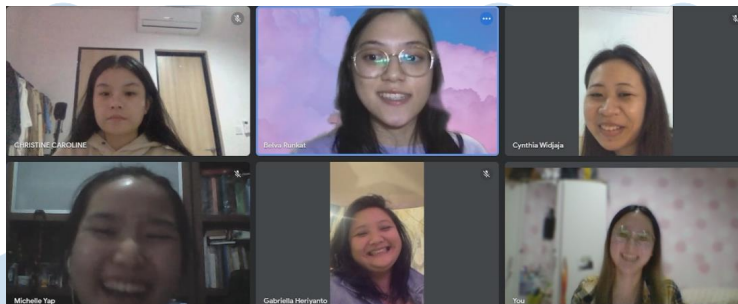 CHRISTINE CAROLINE
Belva Runkat
Cynthia Widjaja
Michelle Yap
Gabriella Heriyanto
You